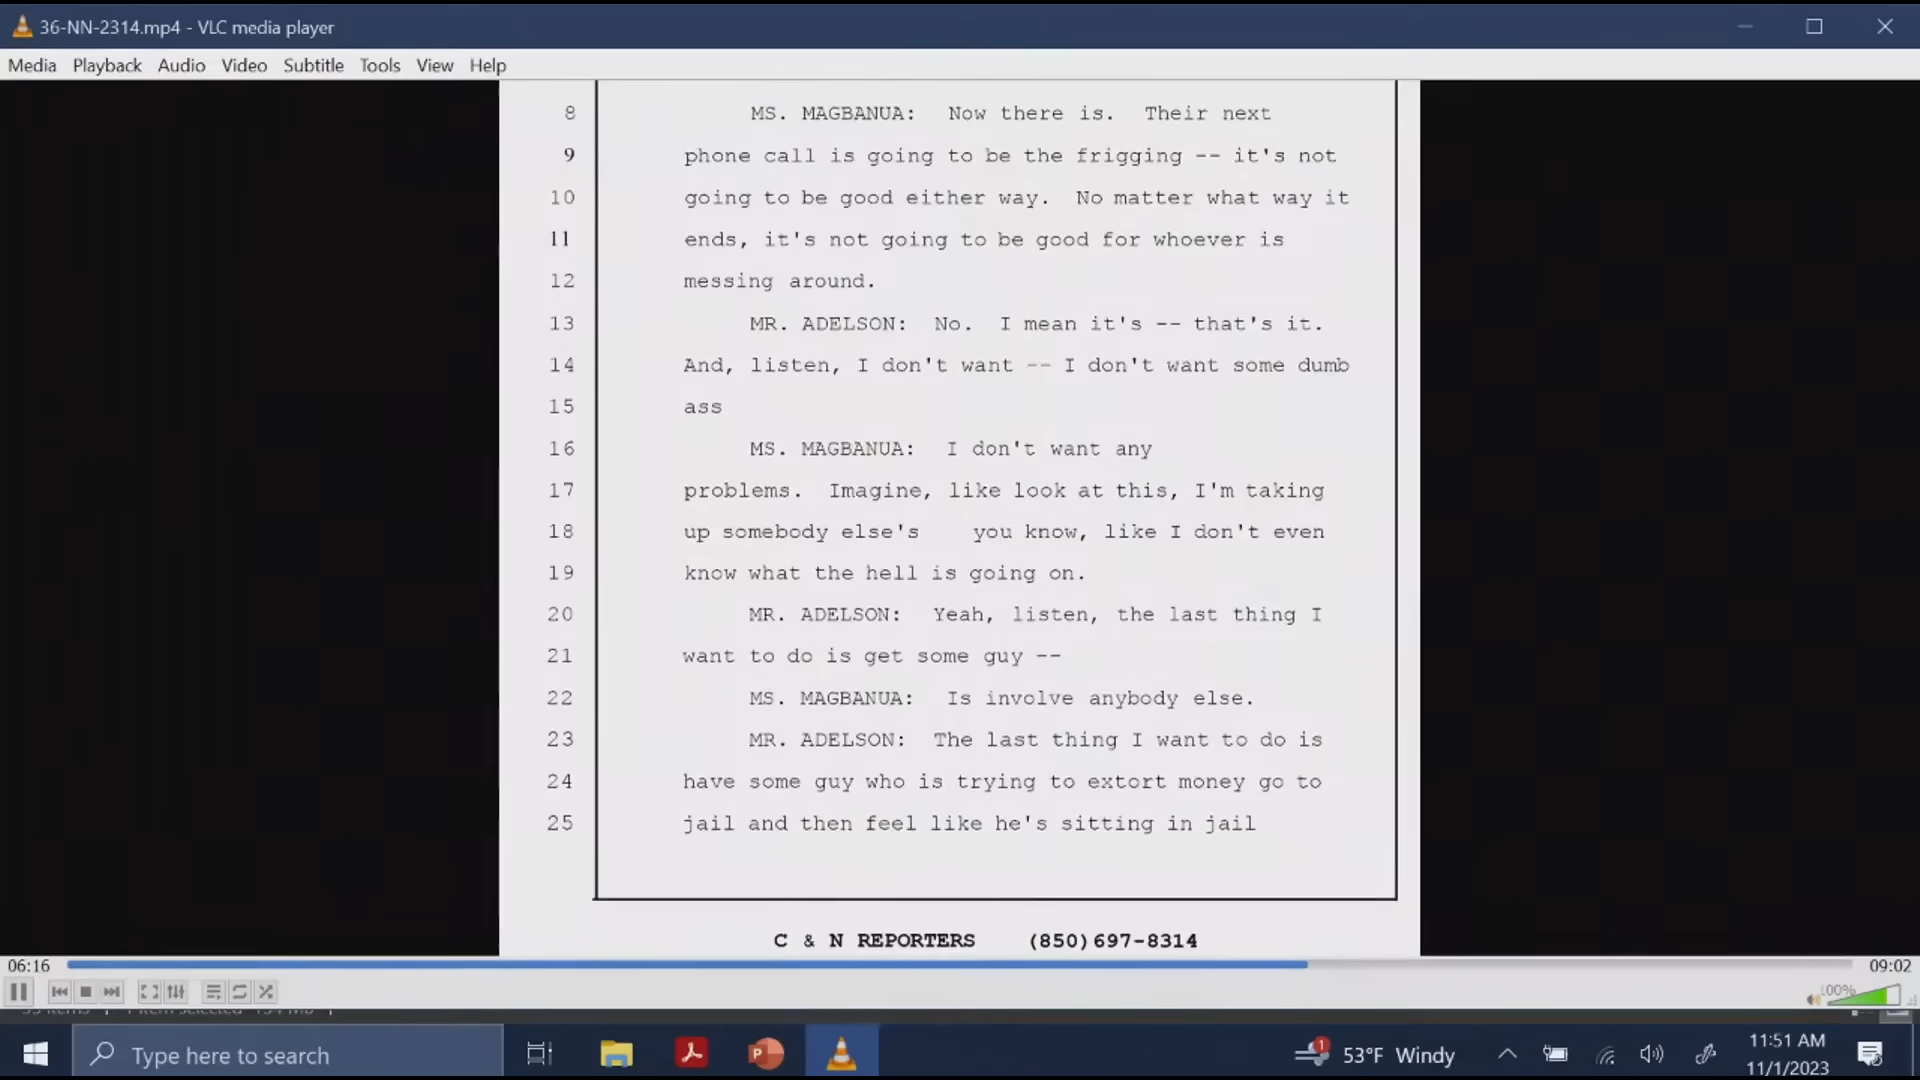 36-NN-2314.mp4 - VLC media player
Media Playback Audio Video Subtitle Tools View Help
8 MS. MAGBANUA: Now there is. Their next
9 phone call is going to be the frigging -- it's not
10 going to be good either way. No matter what way it
11 ends, it's not going to be good for whoever is
12 messing around.
13 MR. ADELSON: No. I mean it's -- that's it.
14 And, listen, I don't want -- I don't want some dumb
15 ass
16 MS. MAGBANUA: I don't want any
17 problems. Imagine, like look at this, I'm taking
18 up somebody else's you know, like I don't even
19 know what the hell is going on.
20 MR. ADELSON: Yeah, listen, the last thing I
21 want to do is get some guy --
22 MS. MAGBANUA: Is involve anybody else.
23 MR. ADELSON: The last thing I want to do is
24 have some guy who is trying to extort money go to
25 jail and then feel like he's sitting in jail
C & N REPORTERS (850)697-8314
06:16 09:02
100%
Type here to search
P
1
53°F Windy
11:51 AM
11/1/2023